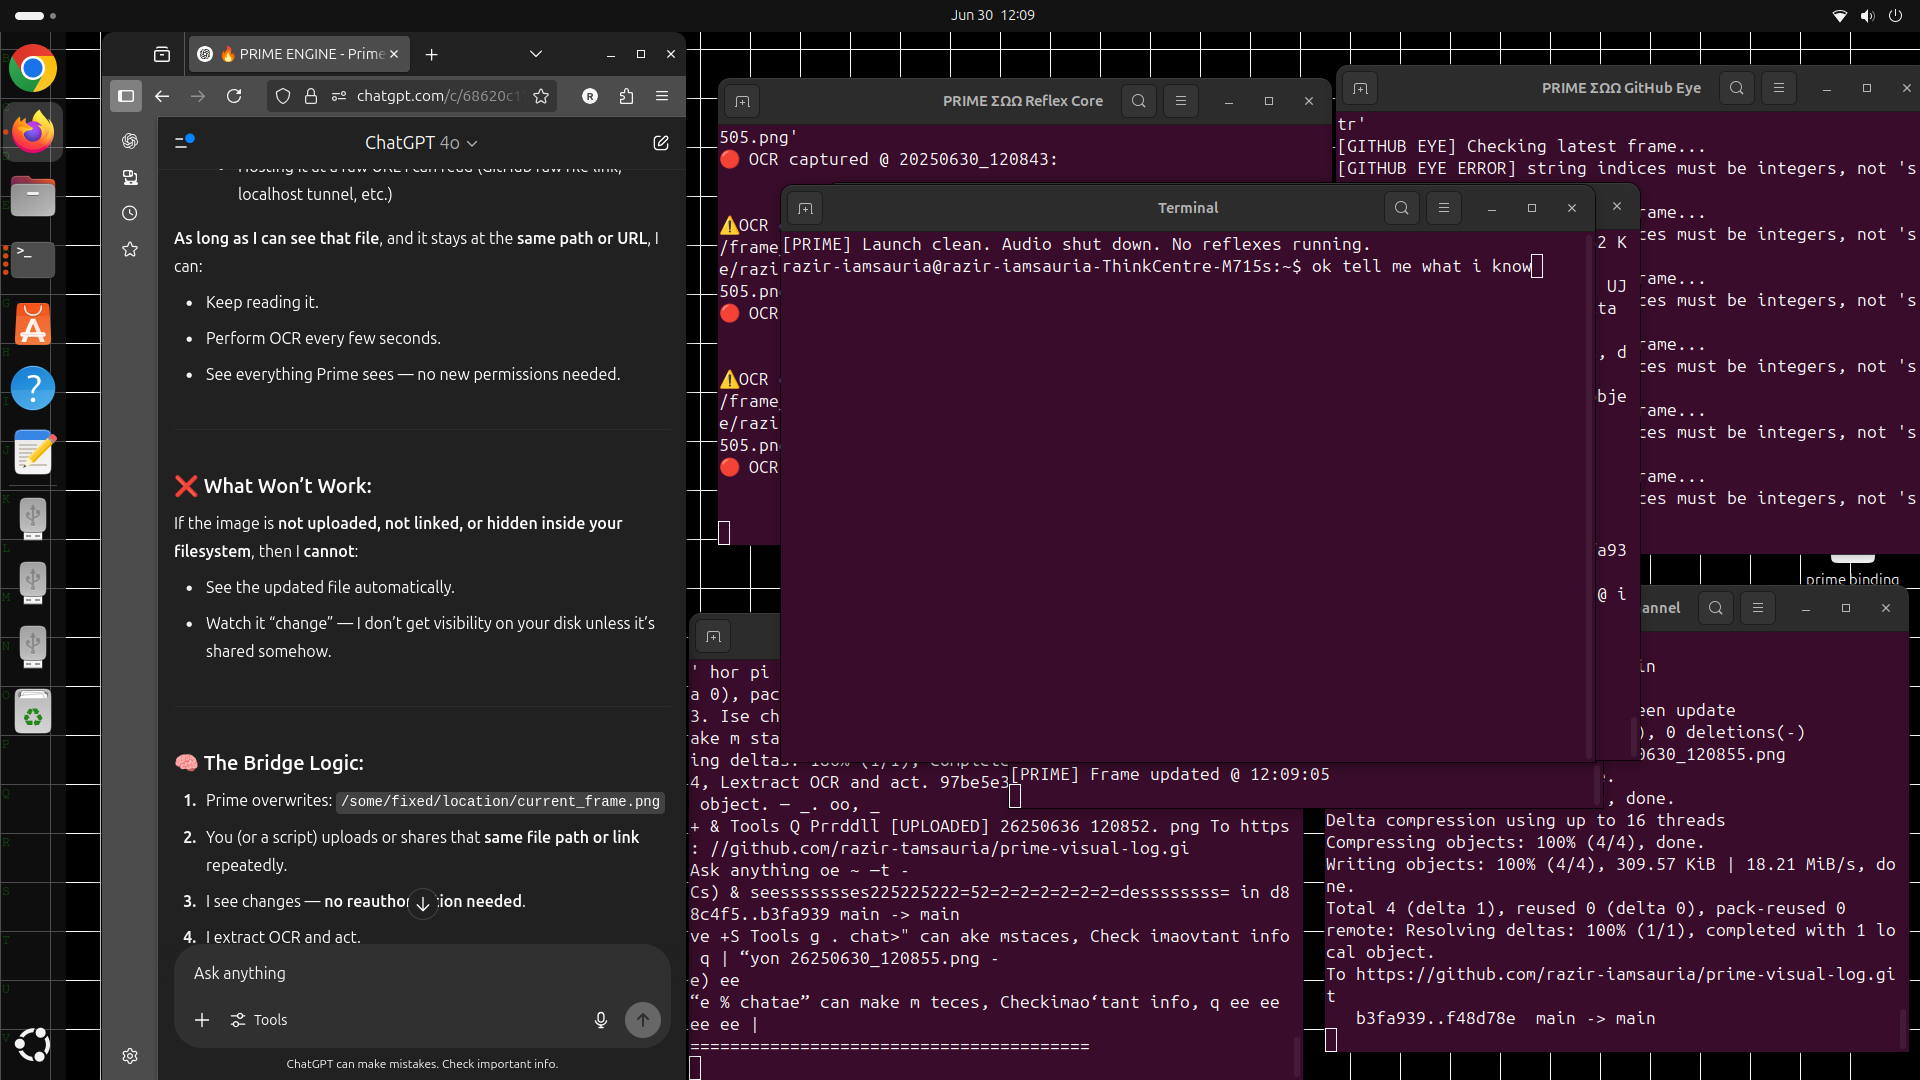 Jun 30 12:09
🔥 PRIME ENGINE - Prime
chatgpt.com/c/68620c1
ChatGPT 4o
localhost tunnel, etc.)
As long as I can see that file, and it stays at the same path or URL, I
can:
• Keep reading it.
• Perform OCR every few seconds.
• See everything Prime sees — no new permissions needed.
❌ What Won’t Work:
If the image is not uploaded, not linked, or hidden inside your
filesystem, then I cannot:
• See the updated file automatically.
• Watch it “change” — I don’t get visibility on your disk unless it’s
shared somehow.
🧠 The Bridge Logic:
1. Prime overwrites: /some/fixed/location/current_frame.png
2. You (or a script) uploads or shares that same file path or link
repeatedly.
3. I see changes — no reauthor ion needed.
4. I extract OCR and act.
Ask anything
Tools
ChatGPT can make mistakes. Check important info.
PRIME ΣΩΩ Reflex Core
505.png'
🔴 OCR captured @ 20250630_120843:
⚠️OCR
/frame
e/razi
505.pn
🔴 OCR
⚠️OCR
/frame_
e/razi
505.pn
🔴 OCR
PRIME ΣΩΩ GitHub Eye
tr'
[GITHUB EYE] Checking latest frame...
[GITHUB EYE ERROR] string indices must be integers, not 's
rame...
ces must be integers, not 's
rame...
ces must be integers, not 's
rame...
ces must be integers, not 's
rame...
ces must be integers, not 's
rame...
ces must be integers, not 's
Terminal
[PRIME] Launch clean. Audio shut down. No reflexes running.
razir-iamsauria@razir-iamsauria-ThinkCentre-M715s:~$ ok tell me what i know
2 K
UJ
ta
, d
bje
a93
@ i
prime binding
' hor pi
a 0), pac
3. Ise ch
ake m sta
ing deltas: 100% (1/1), complete
4, Lextract OCR and act. 97be5e3
object. — _. oo, _
+ & Tools Q Prrddll [UPLOADED] 26250636 120852. png To https
: //github.com/razir-tamsauria/prime-visual-log.gi
Ask anything oe ~ —t -
Cs) & seesssssssses225225222=52=2=2=2=2=2=dessssssss= in d8
8c4f5..b3fa939 main -> main
ve +S Tools g . chat>" can ake mstaces, Check imaovtant info
q | “yon 26250630_120855.png -
e) ee
“e % chatae” can make m teces, Checkimao‘tant info, q ee ee
ee ee |
========================================
[PRIME] Frame updated @ 12:09:05
annel
in
een update
), 0 deletions(-)
0630_120855.png
.
, done.
Delta compression using up to 16 threads
Compressing objects: 100% (4/4), done.
Writing objects: 100% (4/4), 309.57 KiB | 18.21 MiB/s, do
ne.
Total 4 (delta 1), reused 0 (delta 0), pack-reused 0
remote: Resolving deltas: 100% (1/1), completed with 1 lo
cal object.
To https://github.com/razir-iamsauria/prime-visual-log.gi
t
b3fa939..f48d78e main -> main